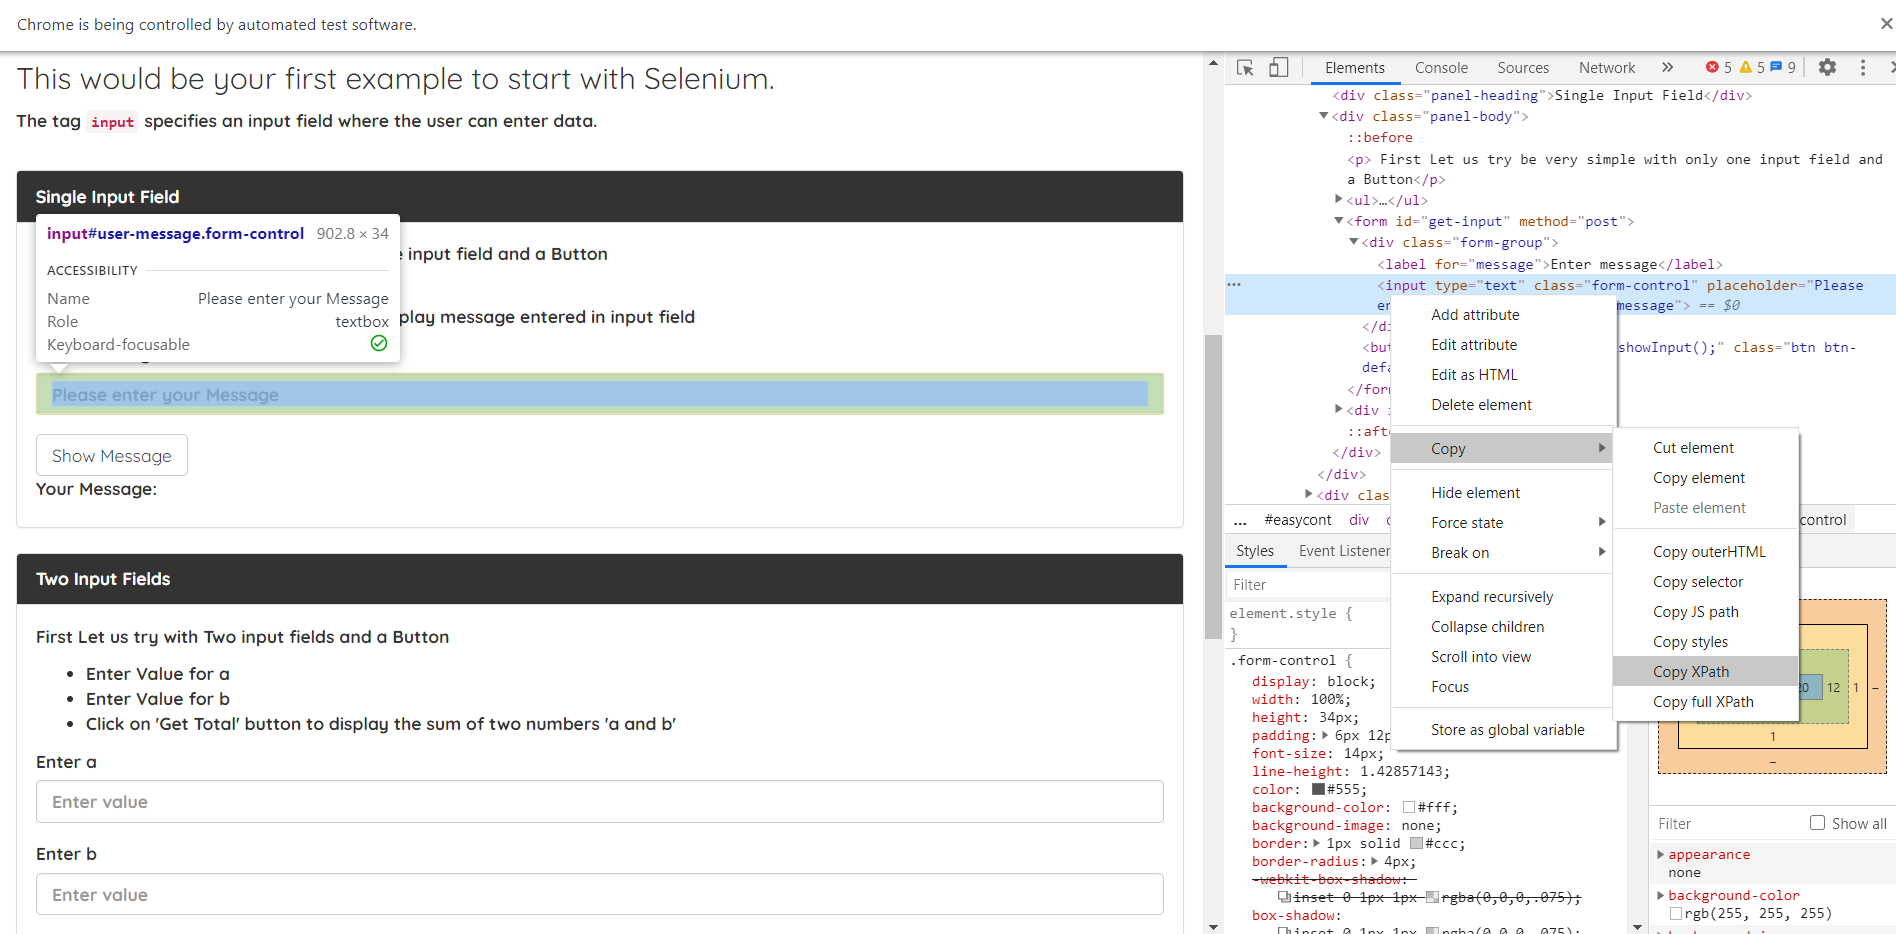 Chrome is being controlled by automated test software.
This would be your first example to start with Selenium.
The tag input specifies an input field where the user can enter data.
Single Input Field
input#user-message.form-control 902.8 × 34
ACCESSIBILITY
Name Please enter your Message
Role textbox
Keyboard-focusable
input field and a Button
play message entered in input field
Please enter your Message
Show Message
Your Message:
Two Input Fields
First Let us try with Two input fields and a Button
• Enter Value for a
• Enter Value for b
• Click on 'Get Total' button to display the sum of two numbers 'a and b'
Enter a
Enter value
Enter b
Enter value
Elements Console Sources Network » 5 5 9
<div class="panel-heading">Single Input Field</div>
<div class="panel-body">
::before
<p> First Let us try be very simple with only one input field and
a Button</p>
<ul>…</ul>
<form id="get-input" method="post">
<div class="form-group">
<label for="message">Enter message</label>
<input type="text" class="form-control" placeholder="Please
message"> == $0
showInput();" class="btn btn-
</div>
</div>
<div clas
... #easycont div control
Styles Event Listener
Filter
element.style {
}
.form-control {
display: block;
width: 100%;
height: 34px;
padding: 6px 12p
font-size: 14px;
line-height: 1.42857143;
color: #555;
background-color: #fff;
background-image: none;
border: 1px solid #ccc;
border-radius: 4px;
-webkit-box-shadow:
inset 0 1px 1px rgba(0,0,0,.075);
box-shadow:
inset 0 1px 1px rgba(0,0,0,.075);
Add attribute
Edit attribute
Edit as HTML
Delete element
Copy
Hide element
Force state
Break on
Expand recursively
Collapse children
Scroll into view
Focus
Store as global variable
Cut element
Copy element
Paste element
Copy outerHTML
Copy selector
Copy JS path
Copy styles
Copy XPath
Copy full XPath
20 12 1 –
1
–
Filter Show all
appearance
none
background-color
rgb(255, 255, 255)